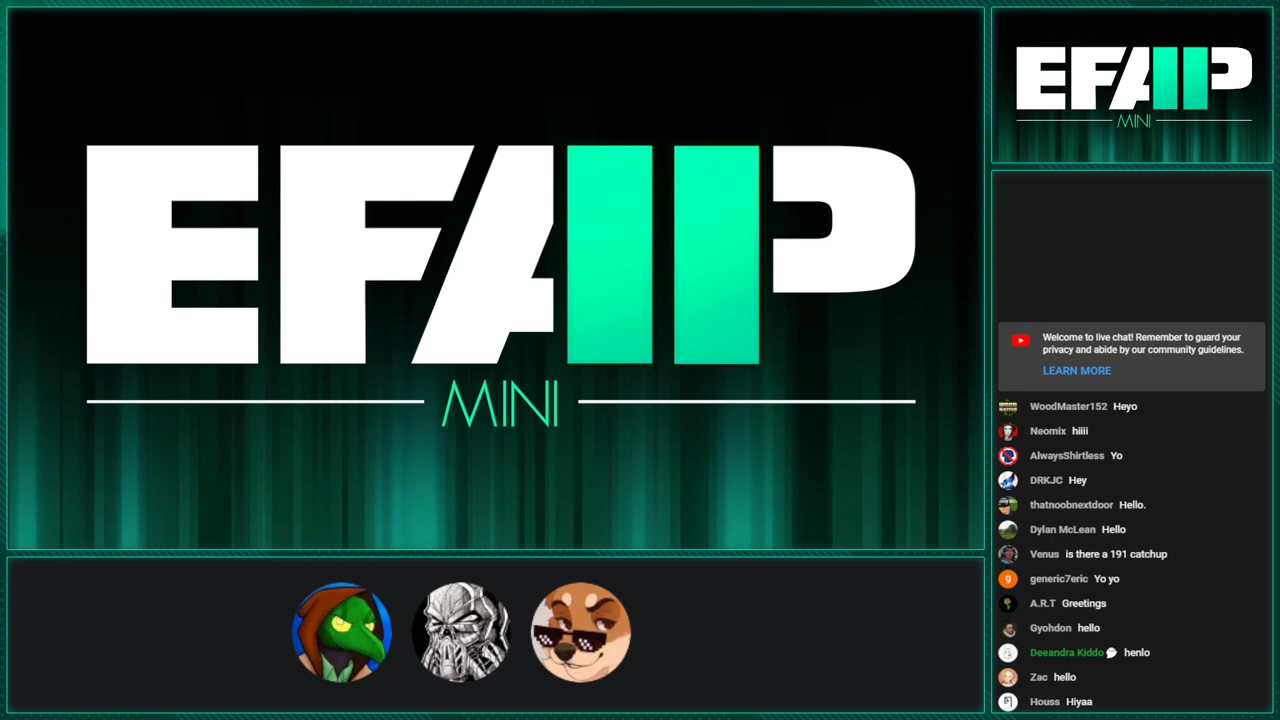 EFAP
MINI
EFAP
MINI
Welcome to live chat! Remember to guard your
privacy and abide by our community guidelines.
LEARN MORE
WoodMaster152 Heyo
Neomix hiiii
AlwaysShirtless Yo
DRKJC Hey
thatnoobnextdoor Hello.
Dylan McLean Hello
Venus is there a 191 catchup
g
generic7eric Yo yo
A.R.T Greetings
Gyohdon hello
Deeandra Kiddo henlo
Zac hello
Houss Hiyaa